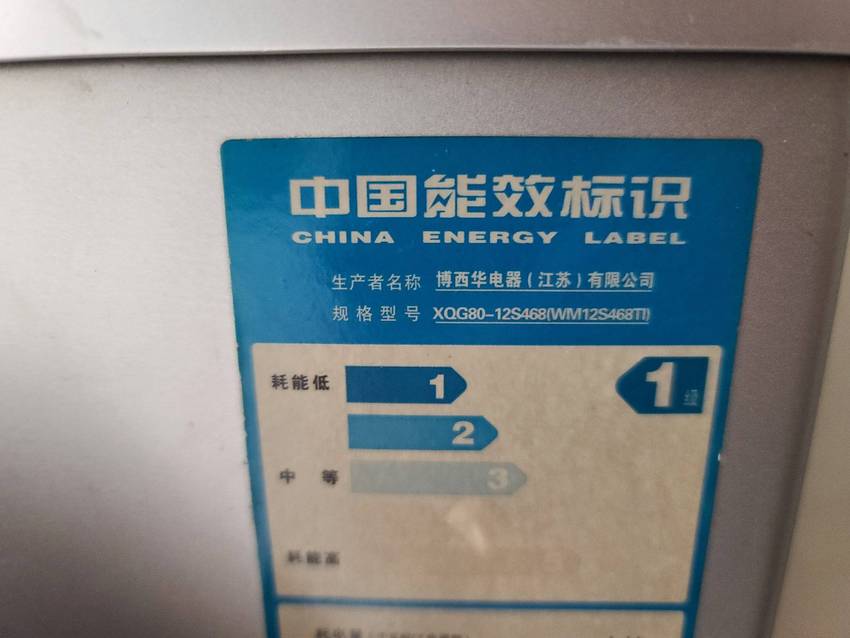 中国能效标识
CHINA ENERGY LABEL
生产者名称 博西华电器(江苏)有限公司
规格型号 XQG80-12S468(WM12S468TI)
耗能低 1 1级
2
中等 3
耗能高